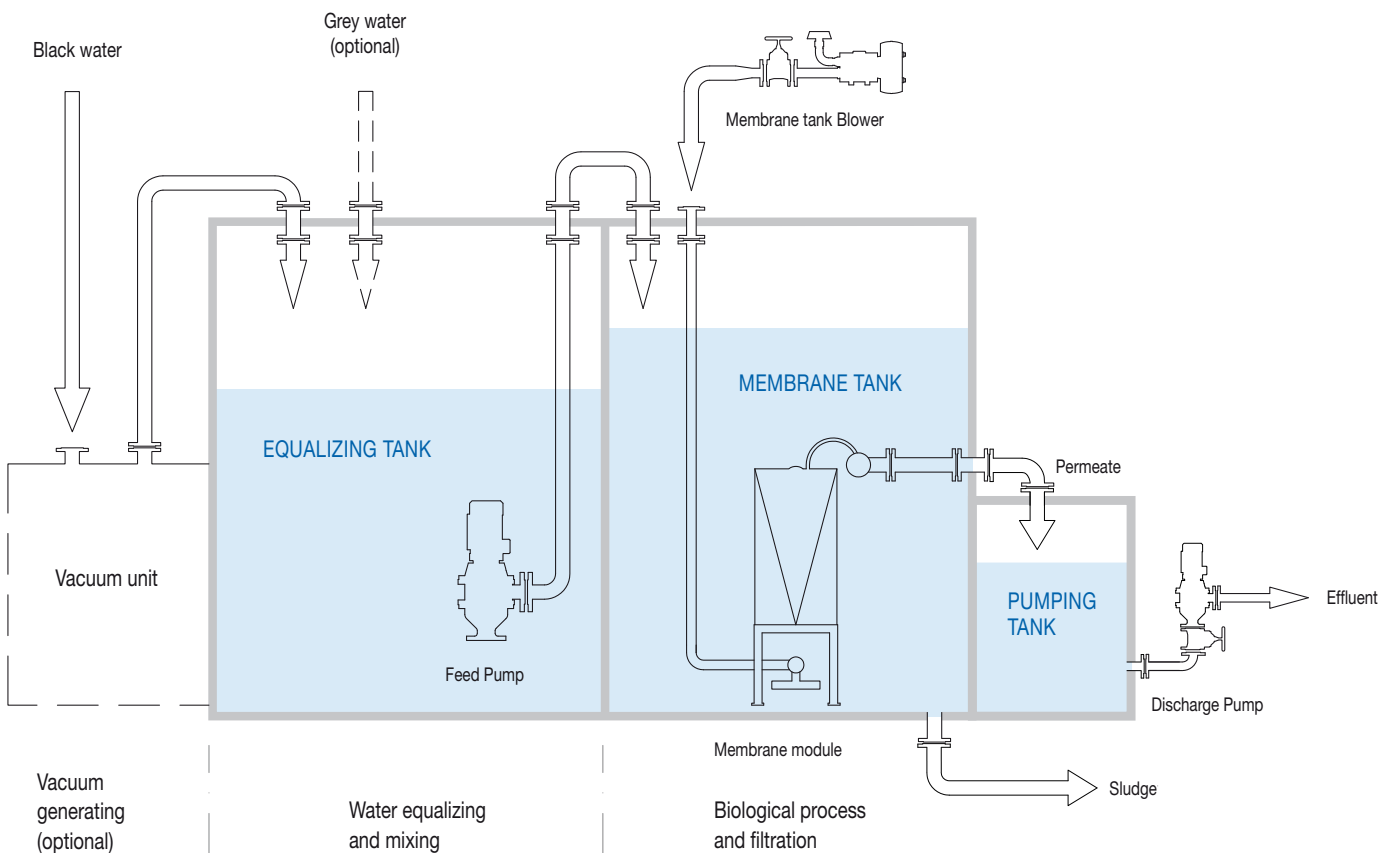 Black water
Grey water
(optional)
Membrane tank Blower
MEMBRANE TANK
EQUALIZING TANK
Permeate
Vacuum unit
PUMPING
TANK
Effluent
Feed Pump
Discharge Pump
Membrane module
Sludge
Vacuum
generating
(optional)
Water equalizing
and mixing
Biological process
and filtration